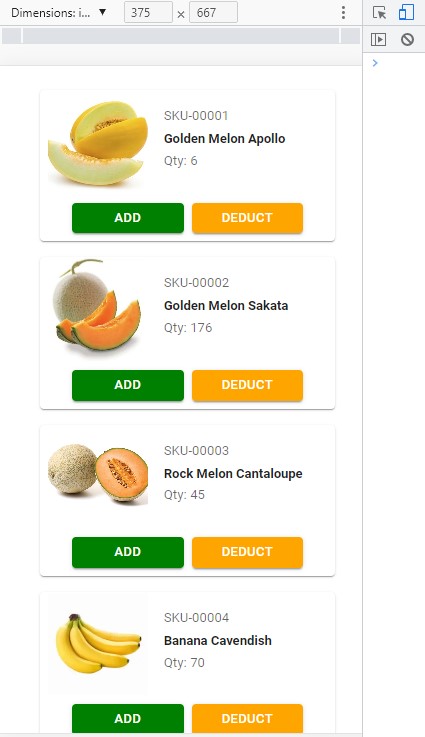 Dimensions: i... ▼ 375 × 667
SKU-00001
Golden Melon Apollo
Qty: 6
ADD DEDUCT
SKU-00002
Golden Melon Sakata
Qty: 176
ADD DEDUCT
SKU-00003
Rock Melon Cantaloupe
Qty: 45
ADD DEDUCT
SKU-00004
Banana Cavendish
Qty: 70
ADD DEDUCT